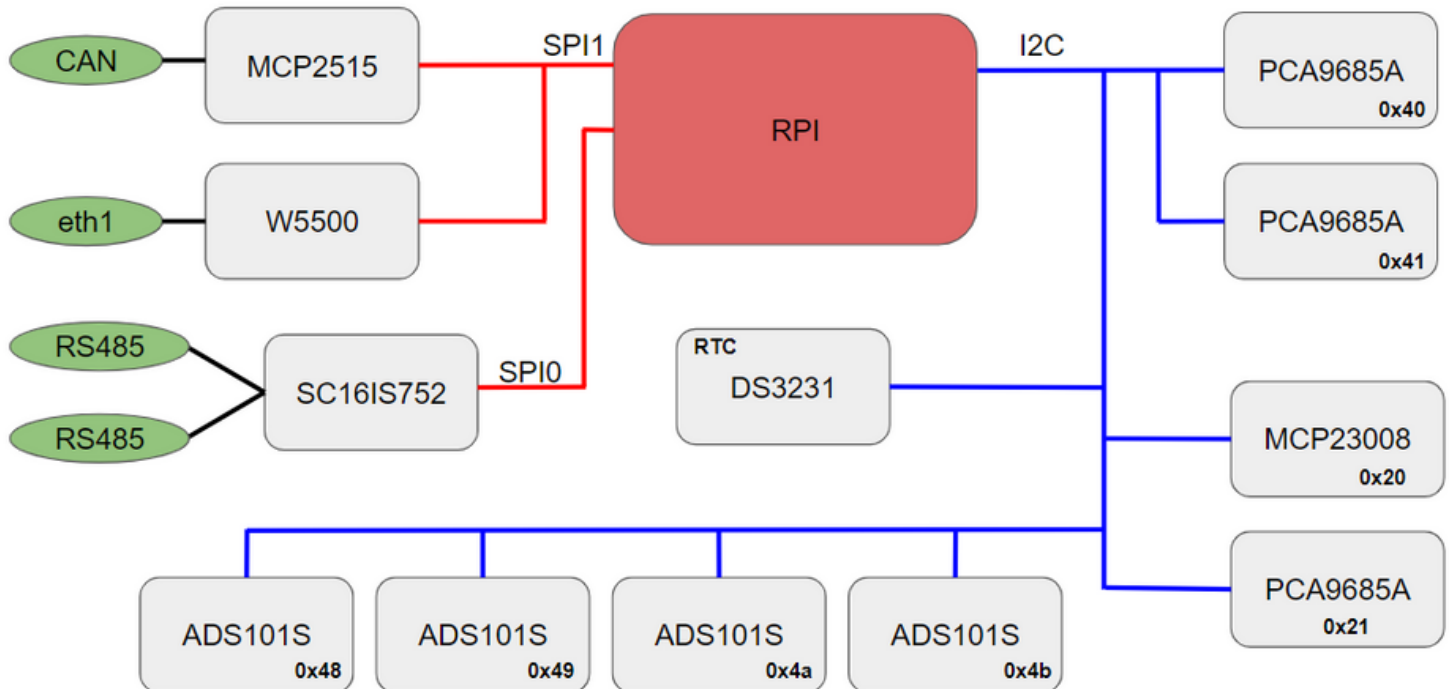 CAN
MCP2515
SPI1
RPI
I2C
PCA9685A
0x40
eth1
W5500
PCA9685A
0x41
RS485
RS485
SC16IS752
SPI0
RTC
DS3231
MCP23008
0x20
PCA9685A
0x21
ADS101S
0x48
ADS101S
0x49
ADS101S
0x4a
ADS101S
0x4b